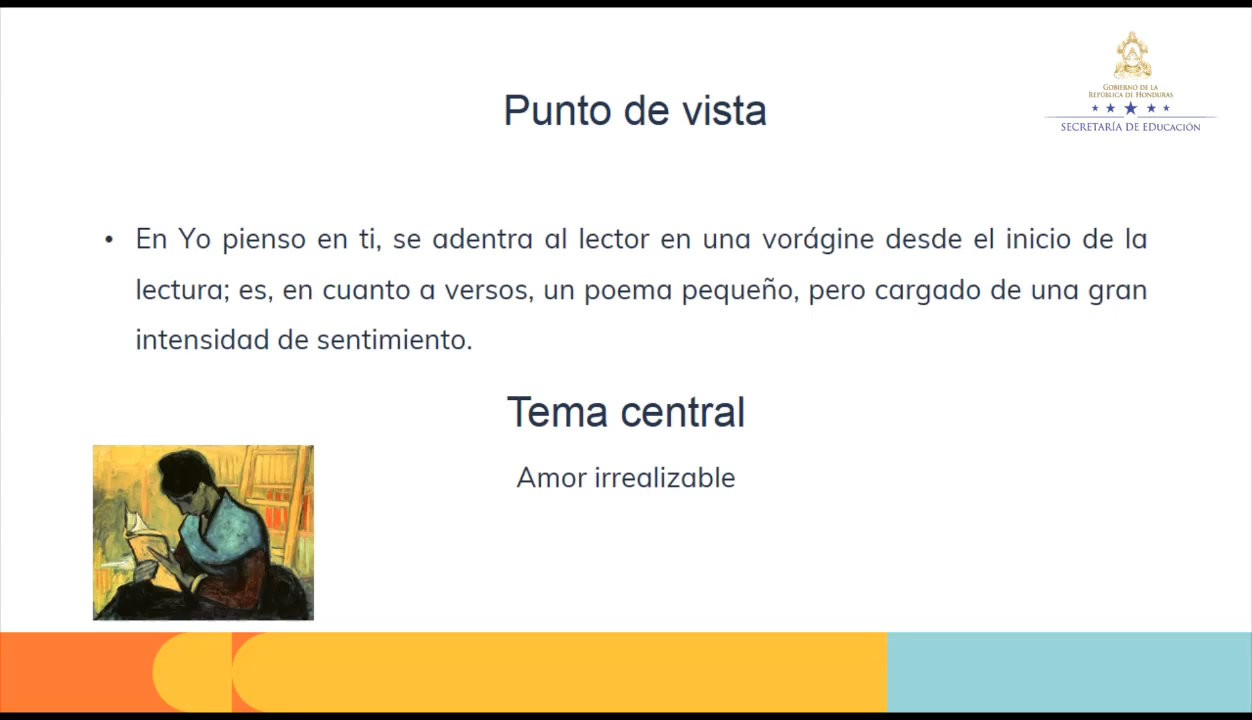 GOBIERNO DE LA
REPÚBLICA DE HONDURAS
SECRETARÍA DE EDUCACIÓN
Punto de vista
• En Yo pienso en ti, se adentra al lector en una vorágine desde el inicio de la
lectura; es, en cuanto a versos, un poema pequeño, pero cargado de una gran
intensidad de sentimiento.
Tema central
Amor irrealizable